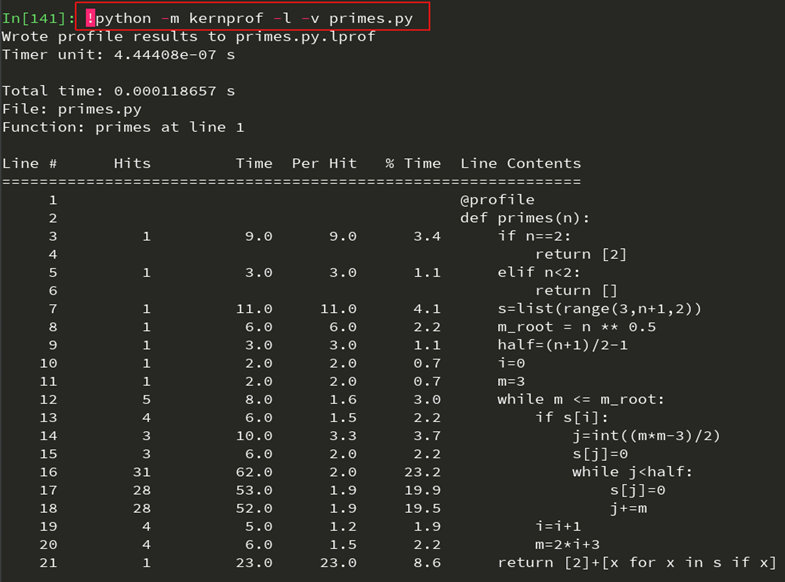 In[141]: !python -m kernprof -l -v primes.py
Wrote profile results to primes.py.lprof
Timer unit: 4.44408e-07 s
Total time: 0.000118657 s
File: primes.py
Function: primes at line 1
Line #      Hits         Time  Per Hit   % Time  Line Contents
==============================================================
     1                                           @profile
     2                                           def primes(n):
     3         1          9.0      9.0      3.4      if n==2:
     4                                                   return [2]
     5         1          3.0      3.0      1.1      elif n<2:
     6                                                   return []
     7         1         11.0     11.0      4.1      s=list(range(3,n+1,2))
     8         1          6.0      6.0      2.2      m_root = n ** 0.5
     9         1          3.0      3.0      1.1      half=(n+1)/2-1
    10         1          2.0      2.0      0.7      i=0
    11         1          2.0      2.0      0.7      m=3
    12         5          8.0      1.6      3.0      while m <= m_root:
    13         4          6.0      1.5      2.2          if s[i]:
    14         3         10.0      3.3      3.7              j=int((m*m-3)/2)
    15         3          6.0      2.0      2.2              s[j]=0
    16        31         62.0      2.0     23.2              while j<half:
    17        28         53.0      1.9     19.9                  s[j]=0
    18        28         52.0      1.9     19.5                  j+=m
    19         4          5.0      1.2      1.9          i=i+1
    20         4          6.0      1.5      2.2          m=2*i+3
    21         1         23.0     23.0      8.6      return [2]+[x for x in s if x]